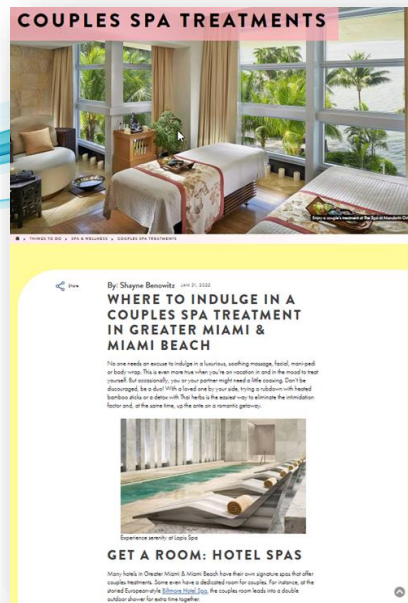 COUPLES SPA TREATMENTS
Enjoy a couple's treatment at The Spa at Mandarin
THINGS TO DO SPA & WELLNESS COUPLES SPA TREATMENTS
Share
By: Shayne Benowitz JAN 21, 2022
WHERE TO INDULGE IN A
COUPLES SPA TREATMENT
IN GREATER MIAMI &
MIAMI BEACH
No one needs an excuse to indulge in a luxurious, soothing massage, facial, mani-pedi
or body wrap. This is even more true when you're on vacation in and in the mood to treat
yourself. But occasionally, you or your partner might need a little coaxing. Don't be
discouraged, be a duo! With a loved one by your side, trying a rubdown with heated
bamboo sticks or a detox with Thai herbs is the easiest way to eliminate the intimidation
factor and, at the same time, up the ante on a romantic getaway.
Experience serenity at Lapis Spa
GET A ROOM: HOTEL SPAS
Many hotels in Greater Miami & Miami Beach have their own signature spas that offer
couples treatments. Some even have a dedicated room for couples. For instance, at the
storied European-style Biltmore Hotel Spa, the couples room leads into a double
outdoor shower for extra time together.